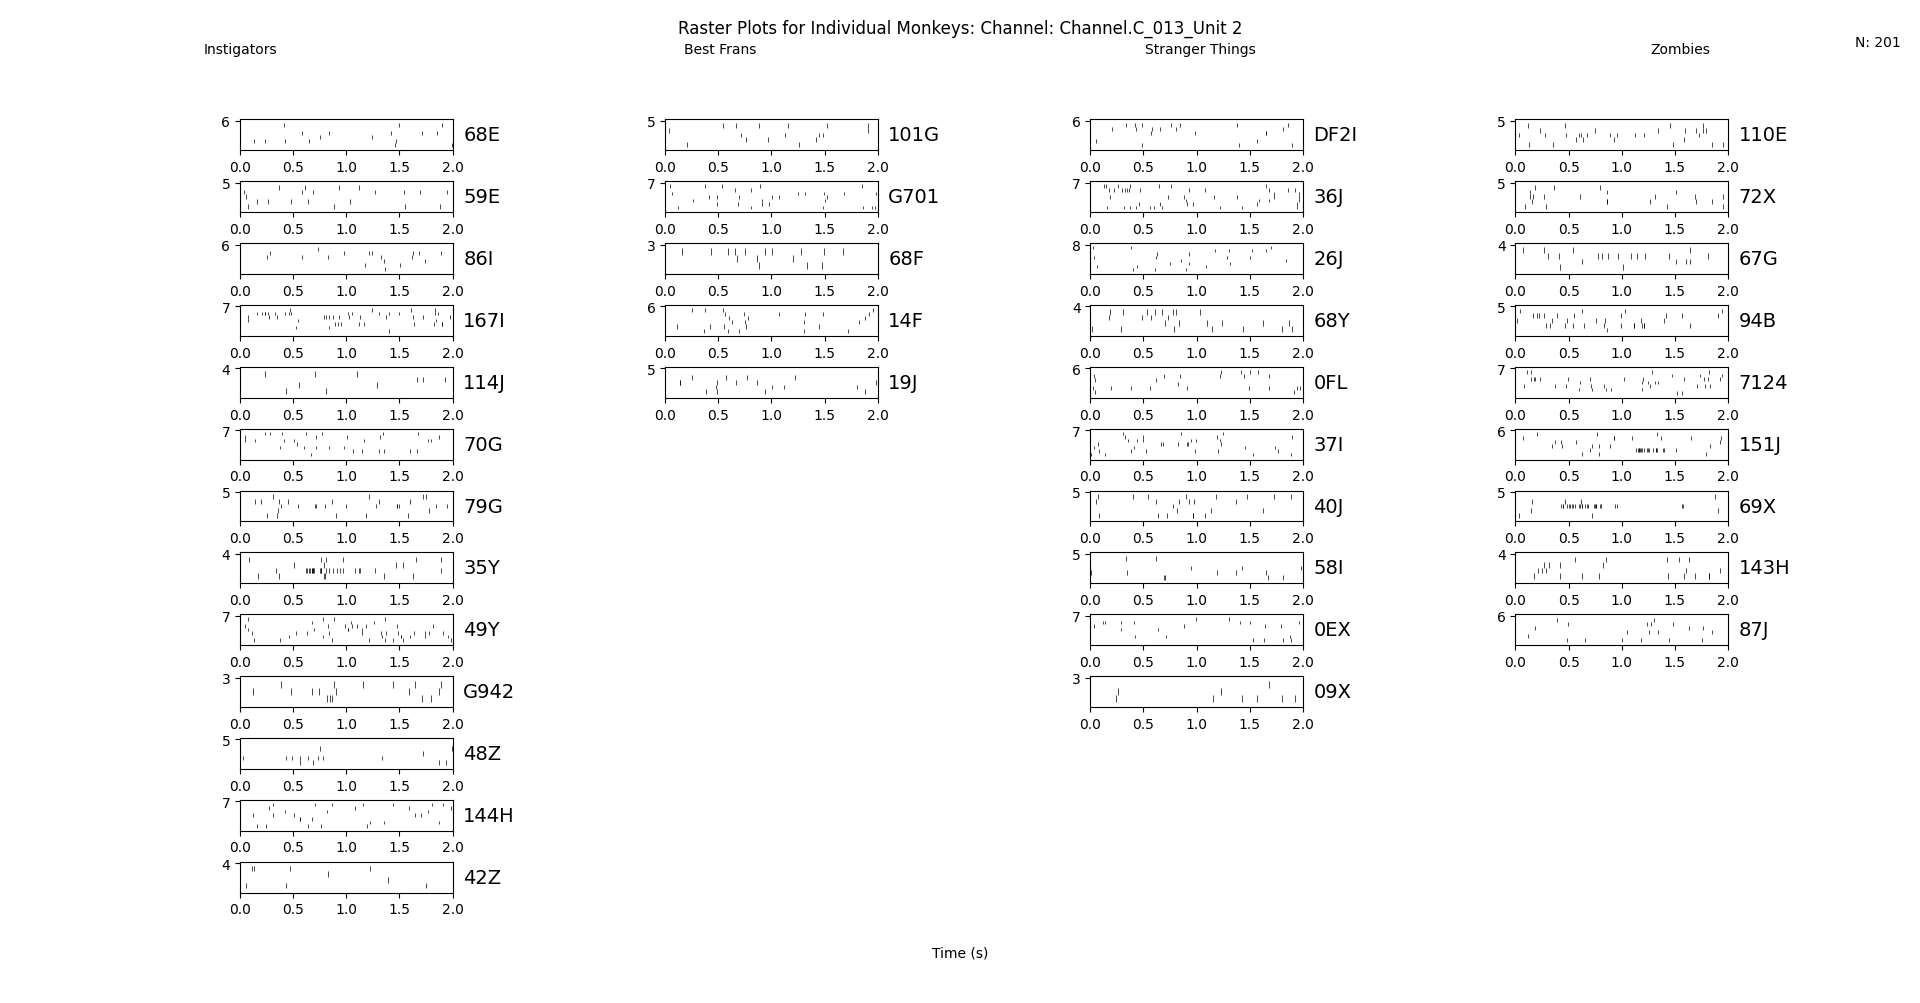 Raster Plots for Individual Monkeys: Channel: Channel.C_013_Unit 2
Instigators Best Frans Stranger Things Zombies N: 201
6 68E 5 101G 6 DF2I 5 110E
0.0 0.5 1.0 1.5 2.0 0.0 0.5 1.0 1.5 2.0 0.0 0.5 1.0 1.5 2.0 0.0 0.5 1.0 1.5 2.0
5 59E 7 G701 7 36J 5 72X
0.0 0.5 1.0 1.5 2.0 0.0 0.5 1.0 1.5 2.0 0.0 0.5 1.0 1.5 2.0 0.0 0.5 1.0 1.5 2.0
6 86I 3 68F 8 26J 4 67G
0.0 0.5 1.0 1.5 2.0 0.0 0.5 1.0 1.5 2.0 0.0 0.5 1.0 1.5 2.0 0.0 0.5 1.0 1.5 2.0
7 167I 6 14F 4 68Y 5 94B
0.0 0.5 1.0 1.5 2.0 0.0 0.5 1.0 1.5 2.0 0.0 0.5 1.0 1.5 2.0 0.0 0.5 1.0 1.5 2.0
4 114J 5 19J 6 0FL 7 7124
0.0 0.5 1.0 1.5 2.0 0.0 0.5 1.0 1.5 2.0 0.0 0.5 1.0 1.5 2.0 0.0 0.5 1.0 1.5 2.0
7 70G 7 37I 6 151J
0.0 0.5 1.0 1.5 2.0 0.0 0.5 1.0 1.5 2.0 0.0 0.5 1.0 1.5 2.0
5 79G 5 40J 5 69X
0.0 0.5 1.0 1.5 2.0 0.0 0.5 1.0 1.5 2.0 0.0 0.5 1.0 1.5 2.0
4 35Y 5 58I 4 143H
0.0 0.5 1.0 1.5 2.0 0.0 0.5 1.0 1.5 2.0 0.0 0.5 1.0 1.5 2.0
7 49Y 7 0EX 6 87J
0.0 0.5 1.0 1.5 2.0 0.0 0.5 1.0 1.5 2.0 0.0 0.5 1.0 1.5 2.0
3 G942 3 09X
0.0 0.5 1.0 1.5 2.0 0.0 0.5 1.0 1.5 2.0
5 48Z
0.0 0.5 1.0 1.5 2.0
7 144H
0.0 0.5 1.0 1.5 2.0
4 42Z
0.0 0.5 1.0 1.5 2.0
Time (s)